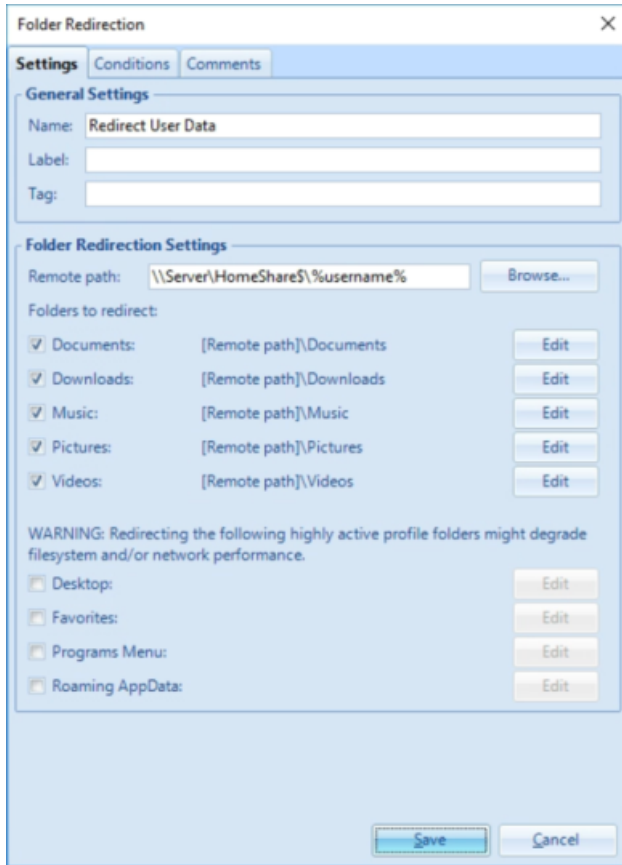 Folder Redirection
Settings Conditions Comments
General Settings
Name: Redirect User Data
Label:
Tag:
Folder Redirection Settings
Remote path: \\Server\HomeShare$\%username% Browse...
Folders to redirect:
Documents: [Remote path]\Documents Edit
Downloads: [Remote path]\Downloads Edit
Music: [Remote path]\Music Edit
Pictures: [Remote path]\Pictures Edit
Videos: [Remote path]\Videos Edit
WARNING: Redirecting the following highly active profile folders might degrade
filesystem and/or network performance.
Desktop: Edit
Favorites: Edit
Programs Menu: Edit
Roaming AppData: Edit
Save Cancel